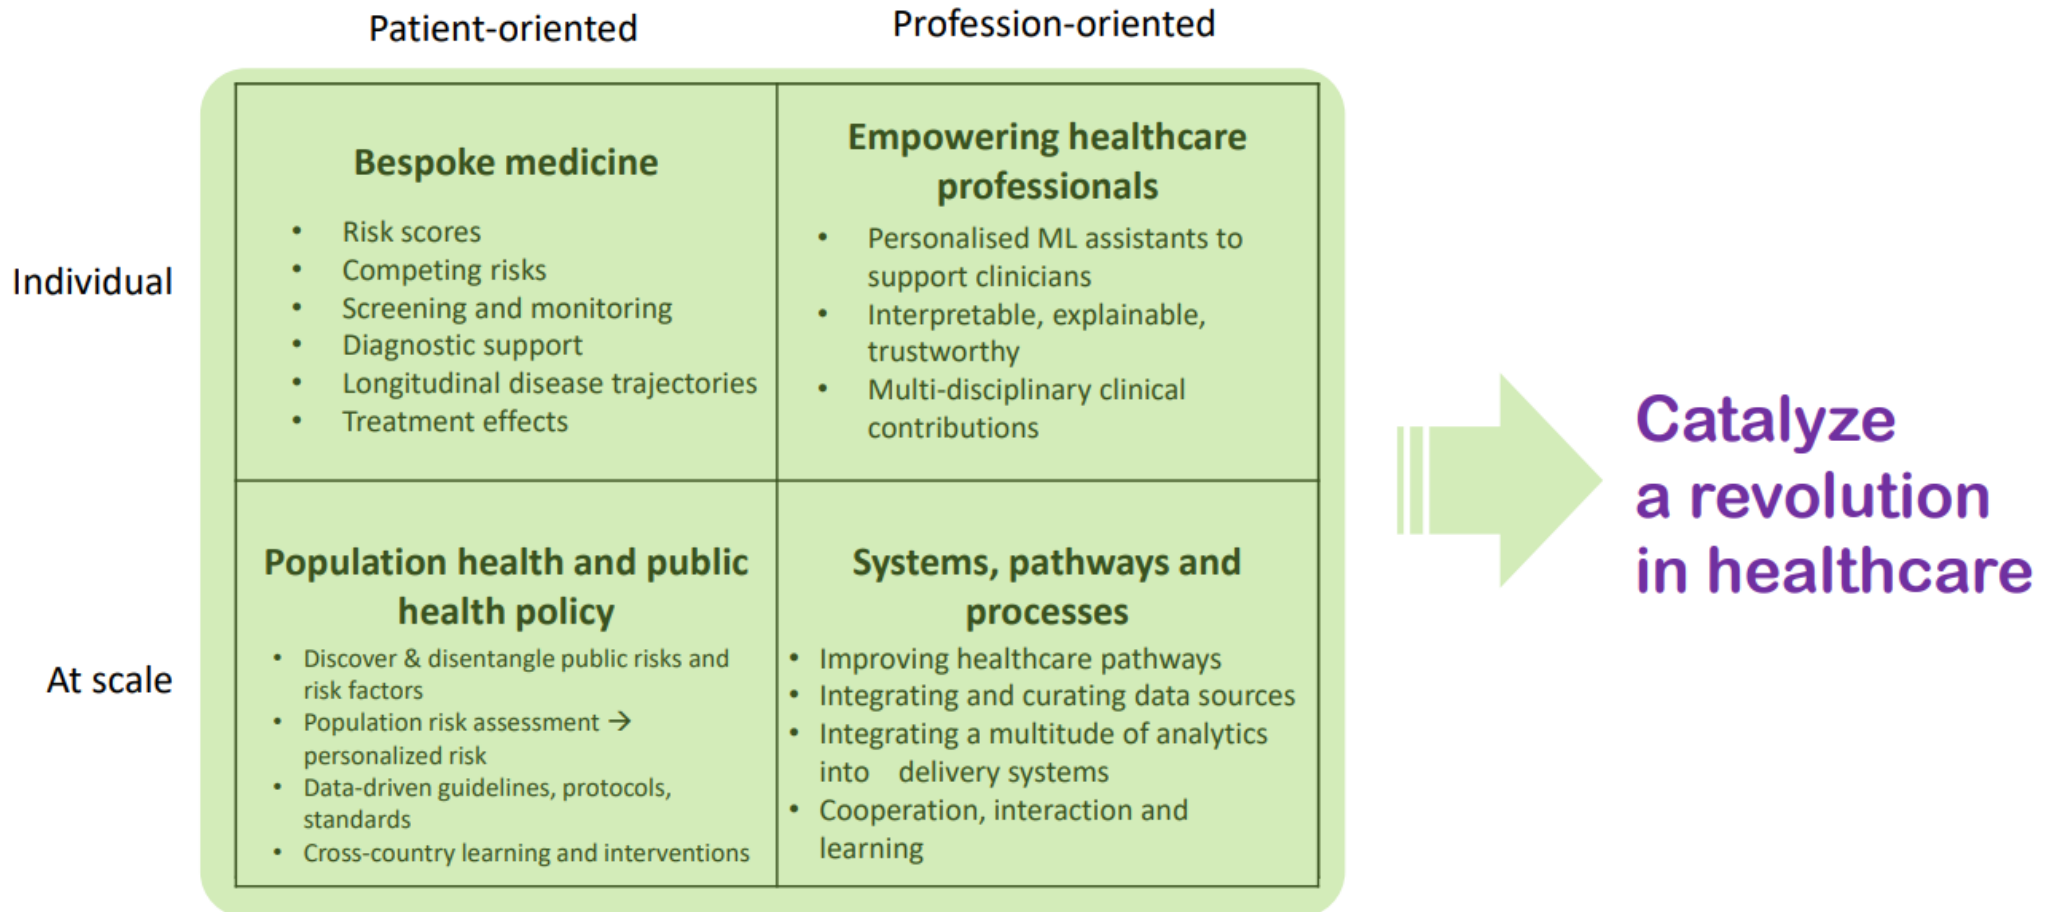 Patient-oriented
Profession-oriented
Individual
Bespoke medicine
• Risk scores
• Competing risks
• Screening and monitoring
• Diagnostic support
• Longitudinal disease trajectories
• Treatment effects
Empowering healthcare
professionals
• Personalised ML assistants to
support clinicians
• Interpretable, explainable,
trustworthy
• Multi-disciplinary clinical
contributions
At scale
Population health and public
health policy
• Discover & disentangle public risks and
risk factors
• Population risk assessment →
personalized risk
• Data-driven guidelines, protocols,
standards
• Cross-country learning and interventions
Systems, pathways and
processes
• Improving healthcare pathways
• Integrating and curating data sources
• Integrating a multitude of analytics
into delivery systems
• Cooperation, interaction and
learning
Catalyze
a revolution
in healthcare